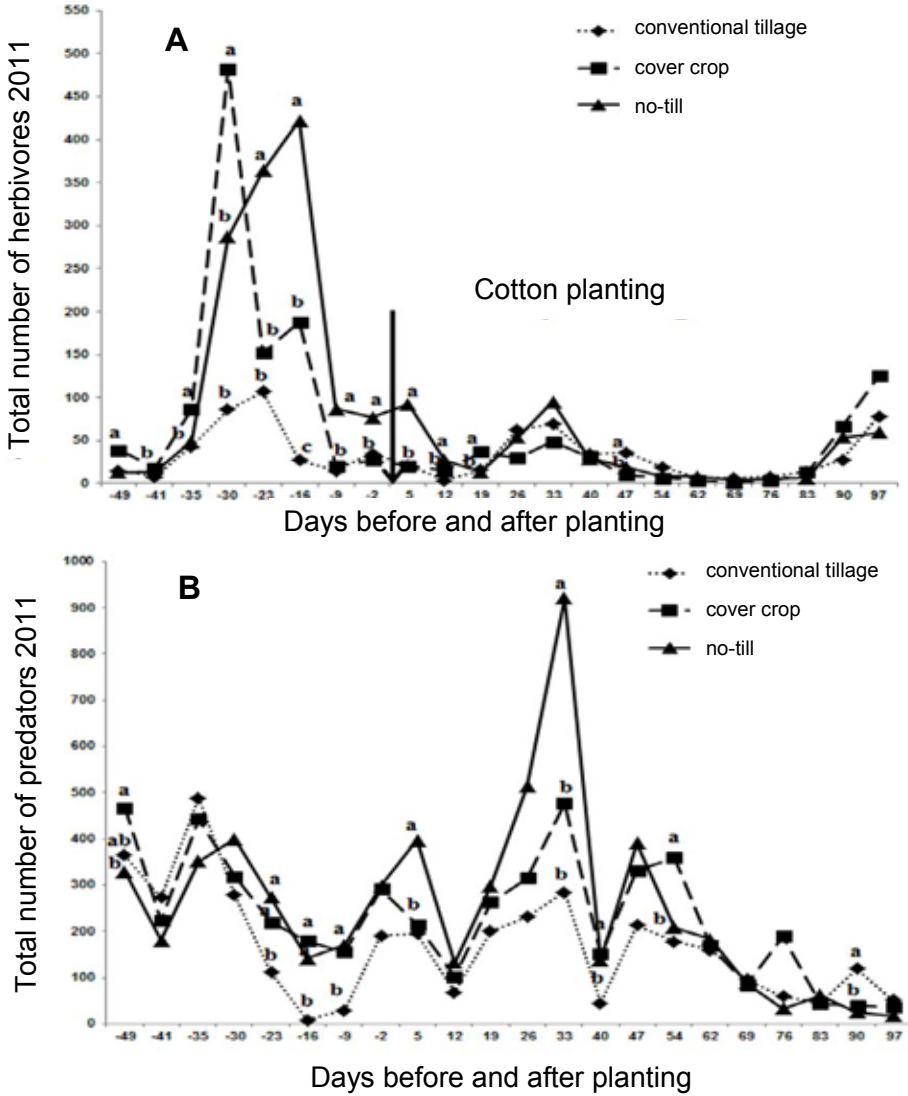 550
A
conventional tillage
500
a
cover crop
450
no-till
a
400
a
350
300
b
250
Cotton planting
200
b
b
150
b
b
100
a
a a a
a
50
b b c b b b a a a
b b b
0
-49 -41 -35 -30 -23 -16 -9 -2 5 12 19 26 33 40 47 54 62 69 76 83 90 97
Total number of herbivores 2011
Days before and after planting
1000
B
conventional tillage
cover crop
no-till
900
a
800
700
600
500
a b
400
a a
ab
b
300
a b
b a
200
a a a b
b
a
100
b b b b
0
-49 -41 -35 -30 -23 -16 -9 -2 5 12 19 26 33 40 47 54 62 69 76 83 90 97
Total number of predators 2011
Days before and after planting